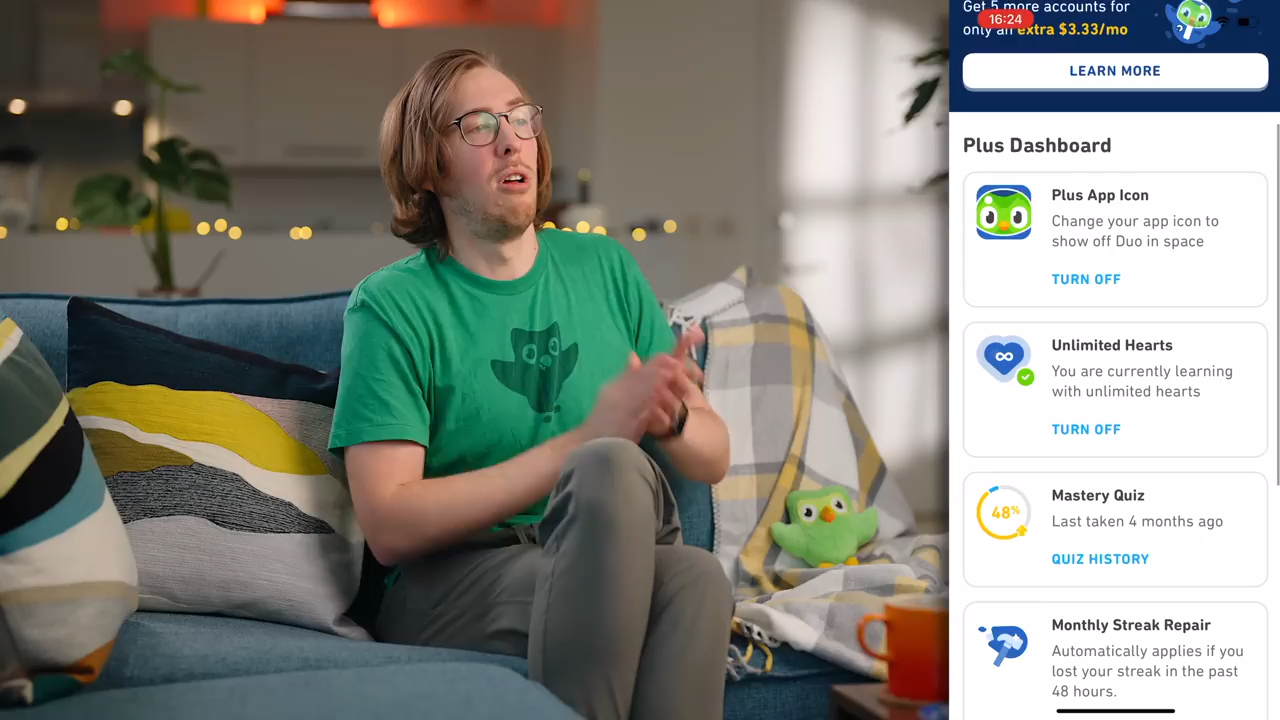 Get 5 more accounts for
16:24
only an extra $3.33/mo
LEARN MORE
Plus Dashboard
Plus App Icon
Change your app icon to
show off Duo in space
TURN OFF
Unlimited Hearts
You are currently learning
with unlimited hearts
TURN OFF
48%
Mastery Quiz
Last taken 4 months ago
QUIZ HISTORY
Monthly Streak Repair
Automatically applies if you
lost your streak in the past
48 hours.